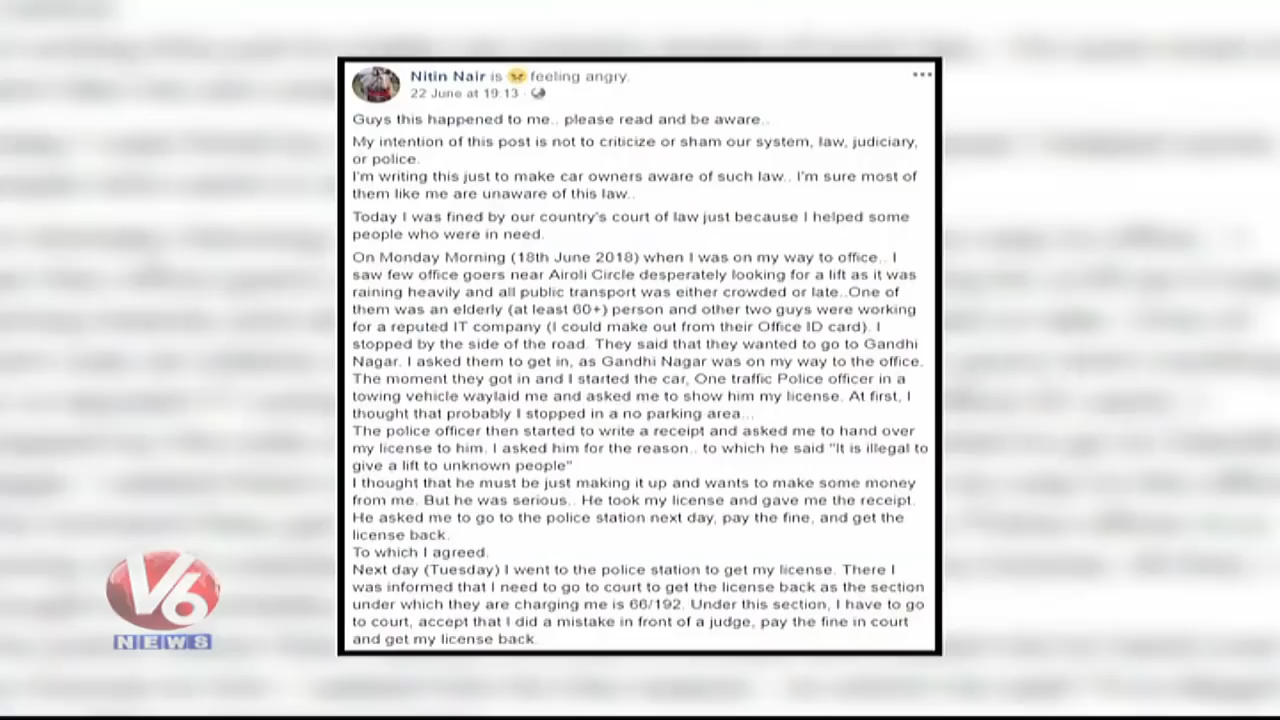 Nitin Nair is feeling angry.
22 June at 19:13 ·
Guys this happened to me.. please read and be aware..
My intention of this post is not to criticize or sham our system, law, judiciary,
or police.
I'm writing this just to make car owners aware of such law.. I'm sure most of
them like me are unaware of this law..
Today I was fined by our country's court of law just because I helped some
people who were in need.
On Monday Morning (18th June 2018) when I was on my way to office.. I
saw few office goers near Airoli Circle desperately looking for a lift as it was
raining heavily and all public transport was either crowded or late..One of
them was an elderly (at least 60+) person and other two guys were working
for a reputed IT company (I could make out from their Office ID card). I
stopped by the side of the road. They said that they wanted to go to Gandhi
Nagar. I asked them to get in, as Gandhi Nagar was on my way to the office.
The moment they got in and I started the car, One traffic Police officer in a
towing vehicle waylaid me and asked me to show him my license. At first, I
thought that probably I stopped in a no parking area...
The police officer then started to write a receipt and asked me to hand over
my license to him. I asked him for the reason.. to which he said "It is illegal to
give a lift to unknown people"
I thought that he must be just making it up and wants to make some money
from me. But he was serious.. He took my license and gave me the receipt.
He asked me to go to the police station next day, pay the fine, and get the
license back.
To which I agreed.
Next day (Tuesday) I went to the police station to get my license. There I
was informed that I need to go to court to get the license back as the section
under which they are charging me is 66/192. Under this section, I have to go
to court, accept that I did a mistake in front of a judge, pay the fine in court
and get my license back.
V6
NEWS